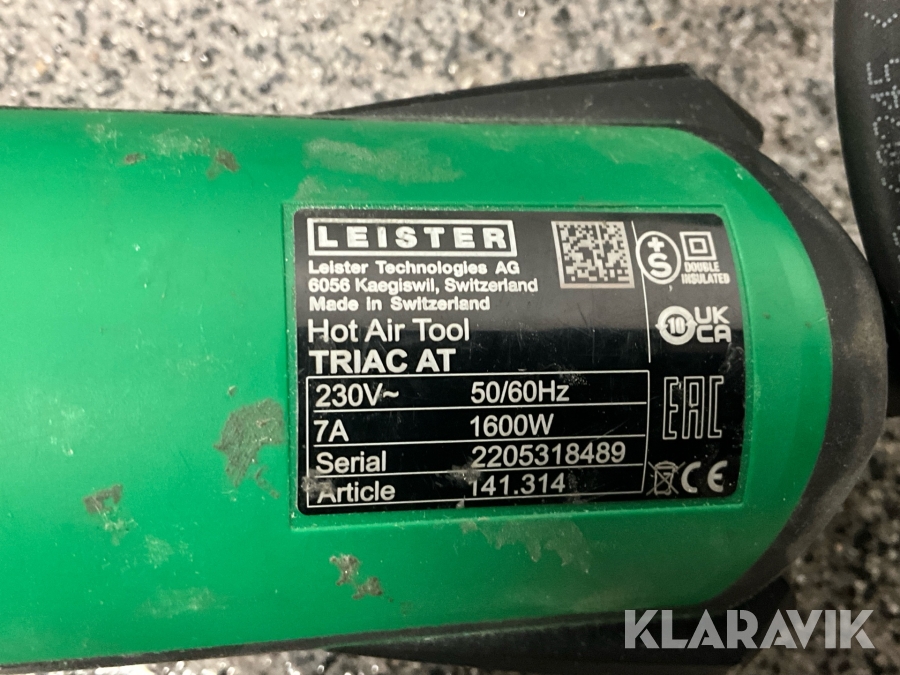 LEISTER
Leister Technologies AG
6056 Kaegiswil, Switzerland
Made in Switzerland
Hot Air Tool
TRIAC AT
230V~ 50/60Hz
7A 1600W
Serial 2205318489
Article 141.314
+S
DOUBLE
INSULATED
10
UK
CA
EAC
CE
KLARAVIK